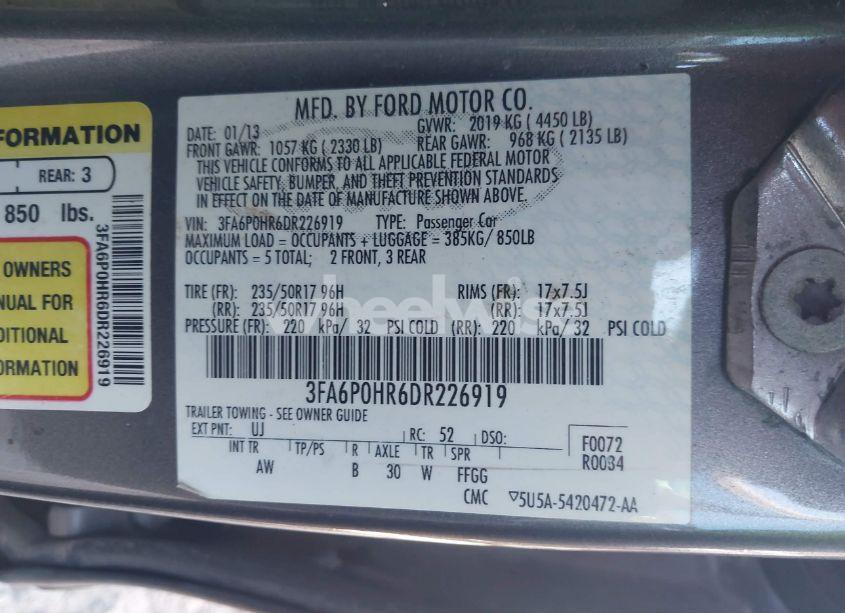 FORMATION
REAR: 3
850 lbs.
OWNERS
NUAL FOR
DITIONAL
FORMATION
3FA6P0HR6DR226919
MFD. BY FORD MOTOR CO.
DATE: 01/13 GVWR: 2019 KG ( 4450 LB)
FRONT GAWR: 1057 KG ( 2330 LB) REAR GAWR: 968 KG ( 2135 LB)
THIS VEHICLE CONFORMS TO ALL APPLICABLE FEDERAL MOTOR
VEHICLE SAFETY, BUMPER, AND THEFT PREVENTION STANDARDS
IN EFFECT ON THE DATE OF MANUFACTURE SHOWN ABOVE.
VIN: 3FA6P0HR6DR226919 TYPE: Passenger Car
MAXIMUM LOAD = OCCUPANTS + LUGGAGE = 385KG/ 850LB
OCCUPANTS = 5 TOTAL; 2 FRONT, 3 REAR
TIRE (FR): 235/50R17 96H RIMS (FR): 17x7.5J
(RR): 235/50R17 96H (RR): 17x7.5J
PRESSURE (FR): 220 kPa/ 32 PSI COLD (RR): 220 kPa/ 32 PSI COLD
wheelwise
3FA6P0HR6DR226919
TRAILER TOWING - SEE OWNER GUIDE
EXT PNT: UJ RC: 52 DSO: F0072
R0034
INT TR TP/PS R AXLE TR SPR
AW B 30 W FFGG
CMC ▽5U5A-5420472-AA